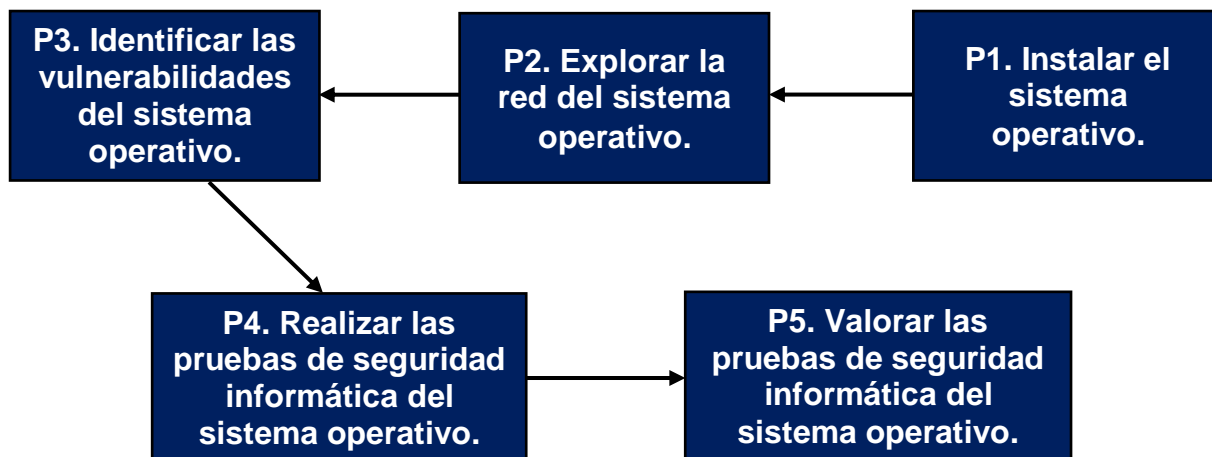 P3. Identificar las
vulnerabilidades
del sistema
operativo.
P2. Explorar la
red del sistema
operativo.
P1. Instalar el
sistema
operativo.
P4. Realizar las
pruebas de seguridad
informática del
sistema operativo.
P5. Valorar las
pruebas de seguridad
informática del
sistema operativo.